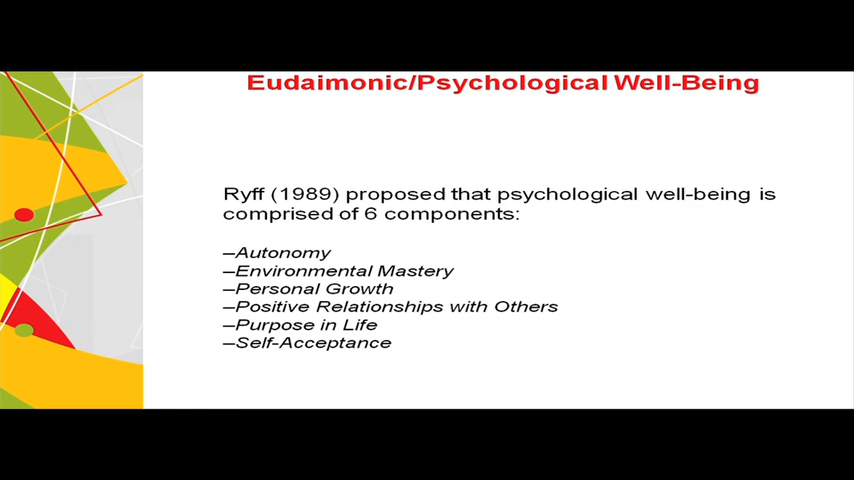 Eudaimonic/Psychological Well-Being
Ryff (1989) proposed that psychological well-being is
comprised of 6 components:
–Autonomy
–Environmental Mastery
–Personal Growth
–Positive Relationships with Others
–Purpose in Life
–Self-Acceptance